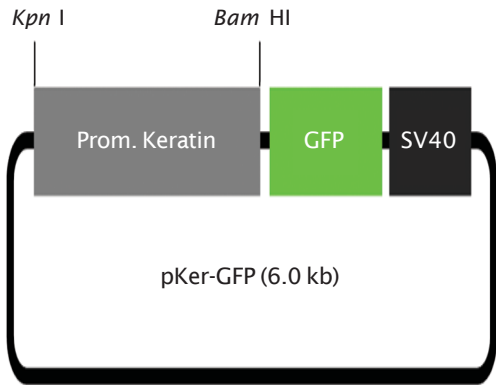 Kpn I
Bam HI
Prom. Keratin
GFP
SV40
pKer-GFP (6.0 kb)